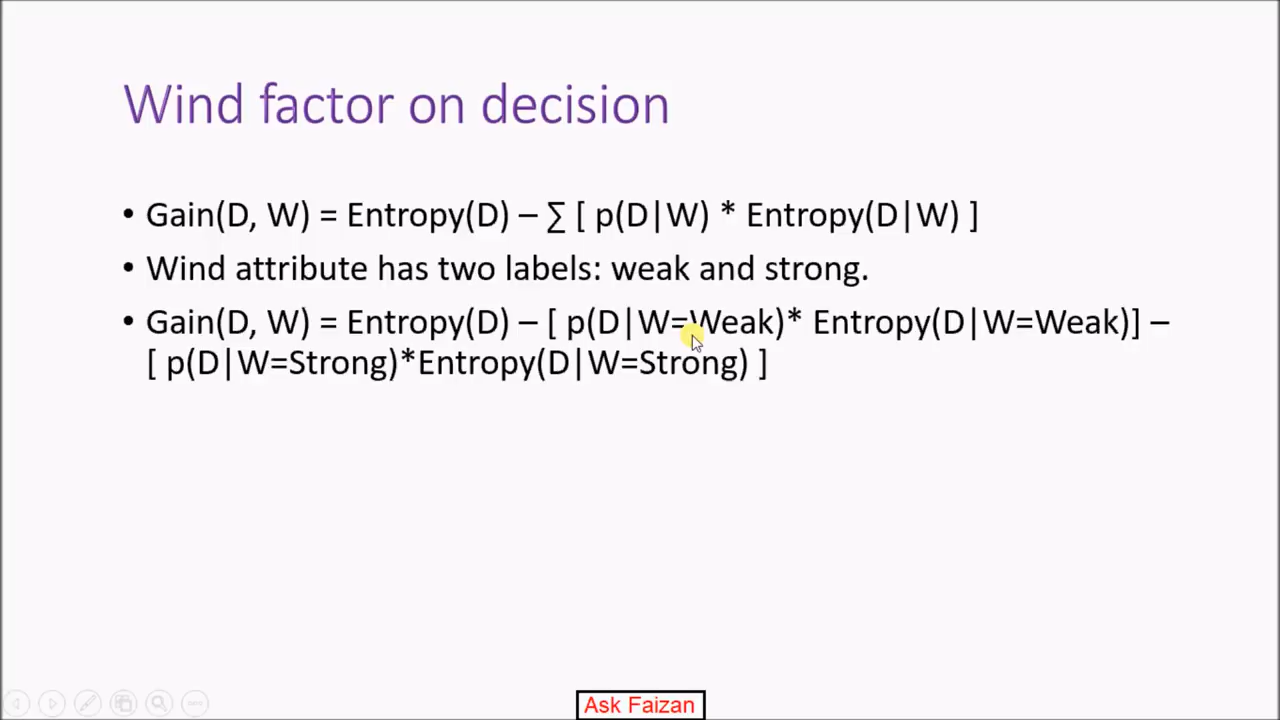 Wind factor on decision
• Gain(D, W) = Entropy(D) – ∑ [ p(D|W) * Entropy(D|W) ]
• Wind attribute has two labels: weak and strong.
• Gain(D, W) = Entropy(D) – [ p(D|W=Weak)* Entropy(D|W=Weak)] –
[ p(D|W=Strong)*Entropy(D|W=Strong) ]
Ask Faizan